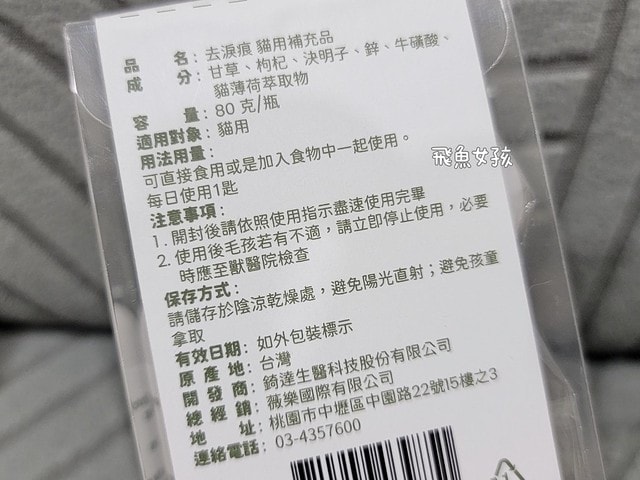 品　　名：去淚痕 貓用補充品
成　　分：甘草、枸杞、決明子、鋅、牛磺酸、
貓薄荷萃取物
容　　量：80 克/瓶
適用對象：貓用
用法用量：
可直接食用或是加入食物中一起使用。
每日使用1匙
注意事項：
1. 開封後請依照使用指示盡速使用完畢
2. 使用後毛孩若有不適，請立即停止使用，必要
時應至獸醫院檢查
保存方式：
請儲存於陰涼乾燥處，避免陽光直射；避免孩童
拿取
有效日期：如外包裝標示
原 產 地：台灣
開 發 商：錡達生醫科技股份有限公司
總 經 銷：薇樂國際有限公司
地　　址：桃園市中壢區中園路22號15樓之3
連絡電話：03-4357600
飛魚女孩